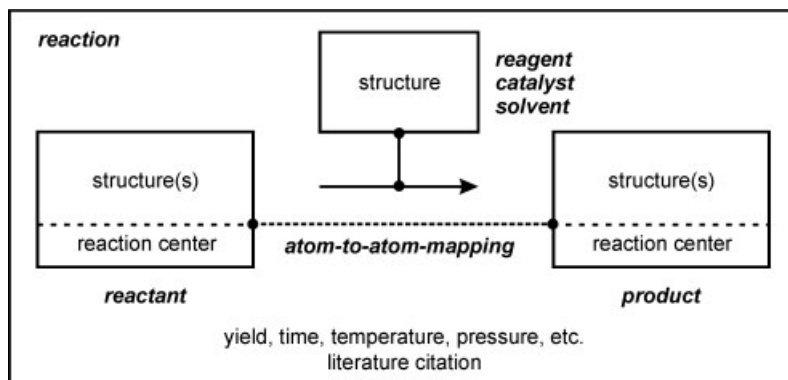 reaction
structure
reagent
catalyst
solvent
structure(s)
structure(s)
reaction center
reaction center
atom-to-atom-mapping
reactant
product
yield, time, temperature, pressure, etc.
literature citation